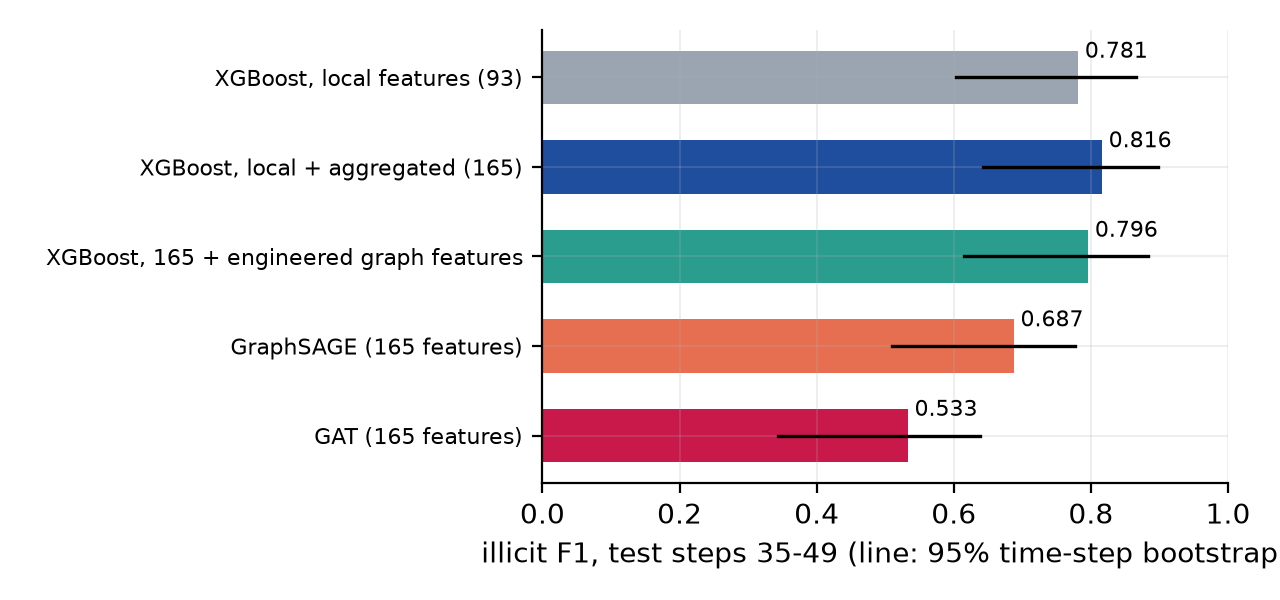 XGBoost, local features (93)
0.781
XGBoost, local + aggregated (165)
0.816
XGBoost, 165 + engineered graph features
0.796
GraphSAGE (165 features)
0.687
GAT (165 features)
0.533
0.0 0.2 0.4 0.6 0.8 1.0
illicit F1, test steps 35-49 (line: 95% time-step bootstrap